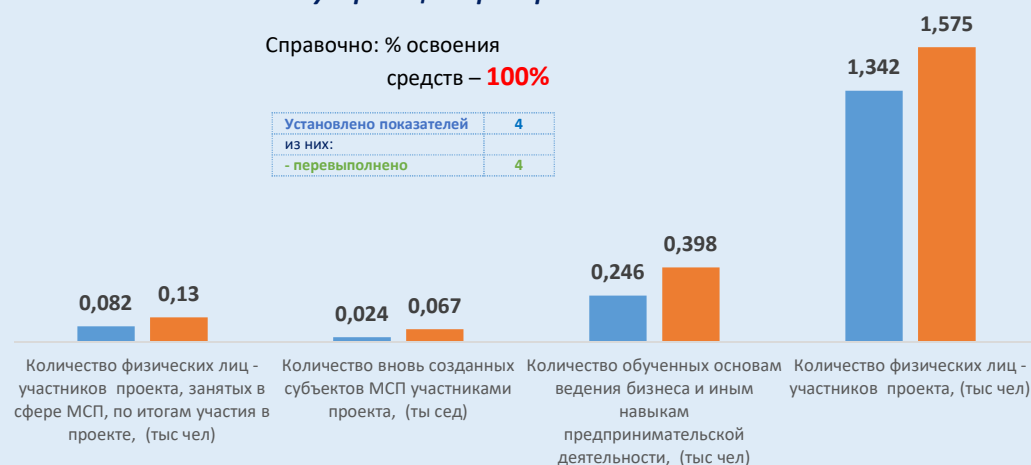 Справочно: % освоения
средств – 100%
Установлено показателей 4
из них:
- перевыполнено 4
0,082 0,13
0,024 0,067
0,246 0,398
1,342 1,575
Количество физических лиц -
участников проекта, занятых в
сфере МСП, по итогам участия в
проекте, (тыс чел)
Количество вновь созданных
субъектов МСП участниками
проекта, (ты сед)
Количество обученных основам
ведения бизнеса и иным
навыкам
предпринимательской
деятельности, (тыс чел)
Количество физических лиц -
участников проекта, (тыс чел)